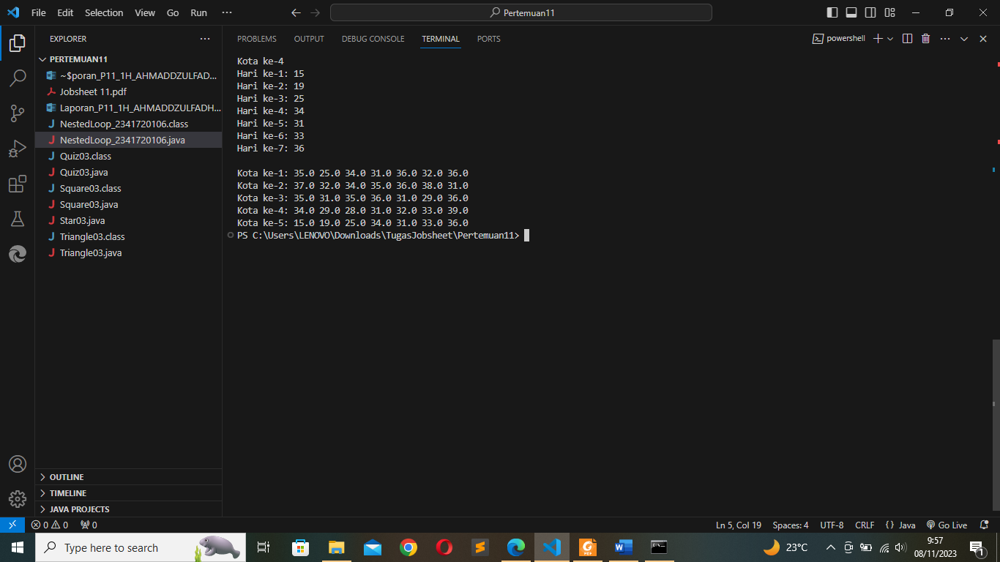 File Edit Selection View Go Run ··· Pertemuan11
EXPLORER ···
PERTEMUAN11
~$poran_P11_1H_AHMADDZULFAD...
Jobsheet 11.pdf
Laporan_P11_1H_AHMADDZULFADH...
NestedLoop_2341720106.class
NestedLoop_2341720106.java
Quiz03.class
Quiz03.java
Square03.class
Square03.java
Star03.java
Triangle03.class
Triangle03.java
OUTLINE
TIMELINE
JAVA PROJECTS
PROBLEMS OUTPUT DEBUG CONSOLE TERMINAL PORTS powershell
Kota ke-4
Hari ke-1: 15
Hari ke-2: 19
Hari ke-3: 25
Hari ke-4: 34
Hari ke-5: 31
Hari ke-6: 33
Hari ke-7: 36
Kota ke-1: 35.0 25.0 34.0 31.0 36.0 32.0 36.0
Kota ke-2: 37.0 32.0 34.0 35.0 36.0 38.0 31.0
Kota ke-3: 35.0 31.0 35.0 36.0 31.0 29.0 36.0
Kota ke-4: 34.0 29.0 28.0 31.0 32.0 33.0 39.0
Kota ke-5: 15.0 19.0 25.0 34.0 31.0 33.0 36.0
PS C:\Users\LENOVO\Downloads\TugasJobsheet\Pertemuan11>
0 0 0 Ln 5, Col 19 Spaces: 4 UTF-8 CRLF {} Java Go Live
Type here to search 23°C 9:57
08/11/2023 1